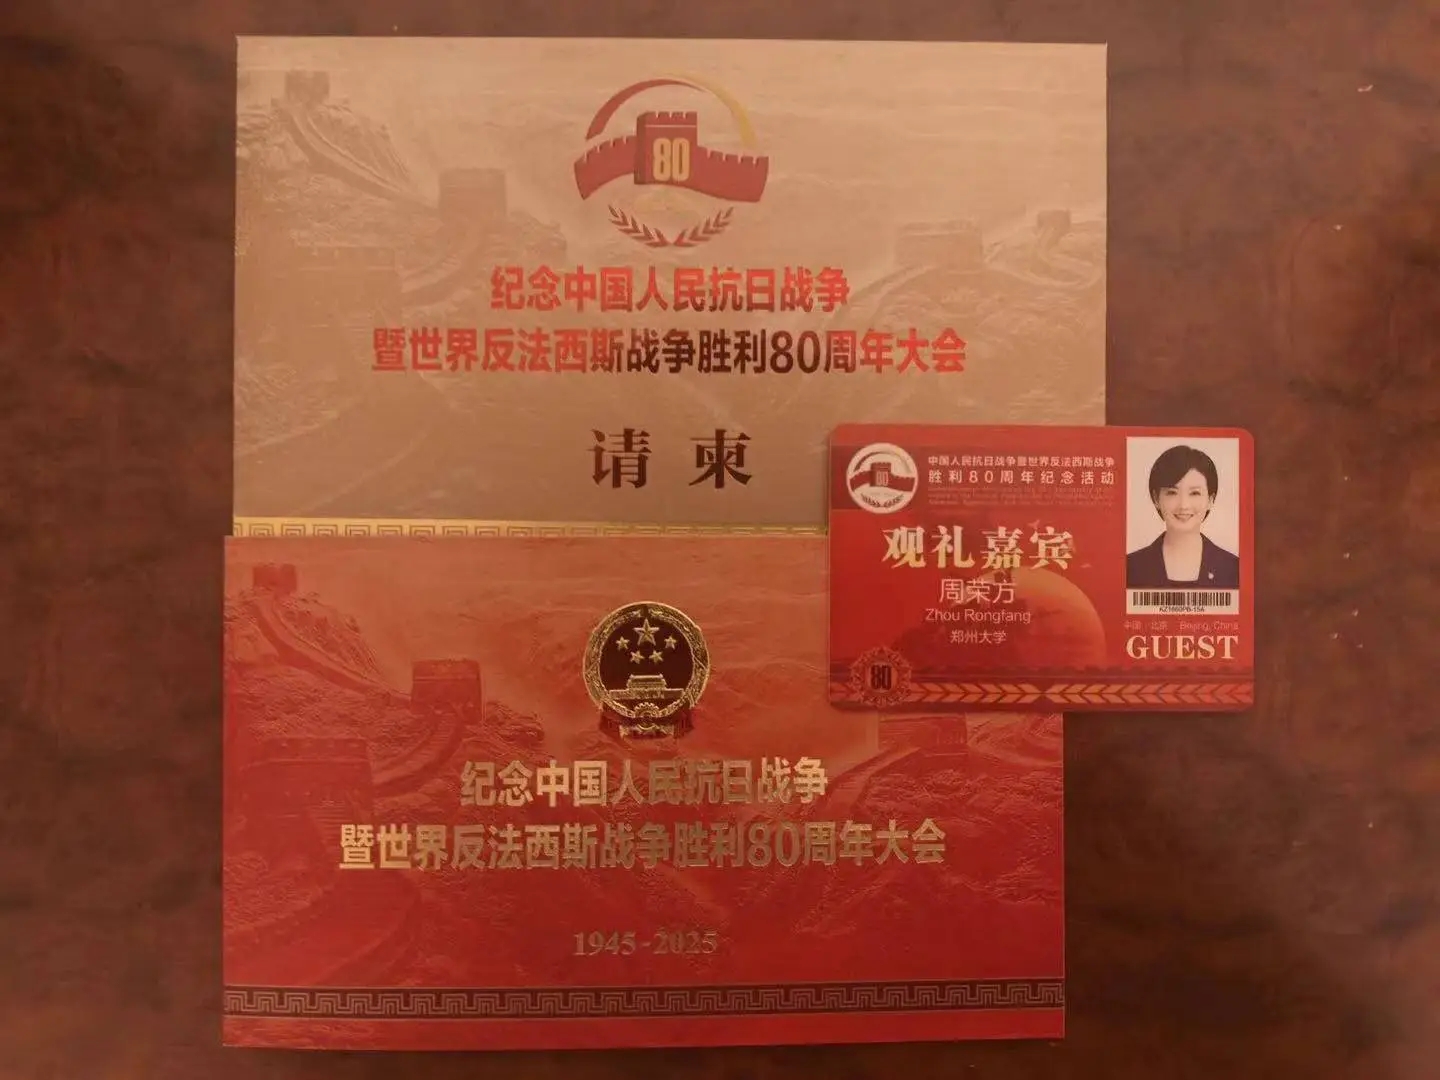 80
纪念中国人民抗日战争
暨世界反法西斯战争胜利80周年大会
请柬
80
中国人民抗日战争暨世界反法西斯战争
胜利80周年纪念活动
观礼嘉宾
周荣方
Zhou Rongfang
郑州大学
80
KZ1660PB-15A
中国·北京 Beijing, China
GUEST
纪念中国人民抗日战争
暨世界反法西斯战争胜利80周年大会
1945-2025